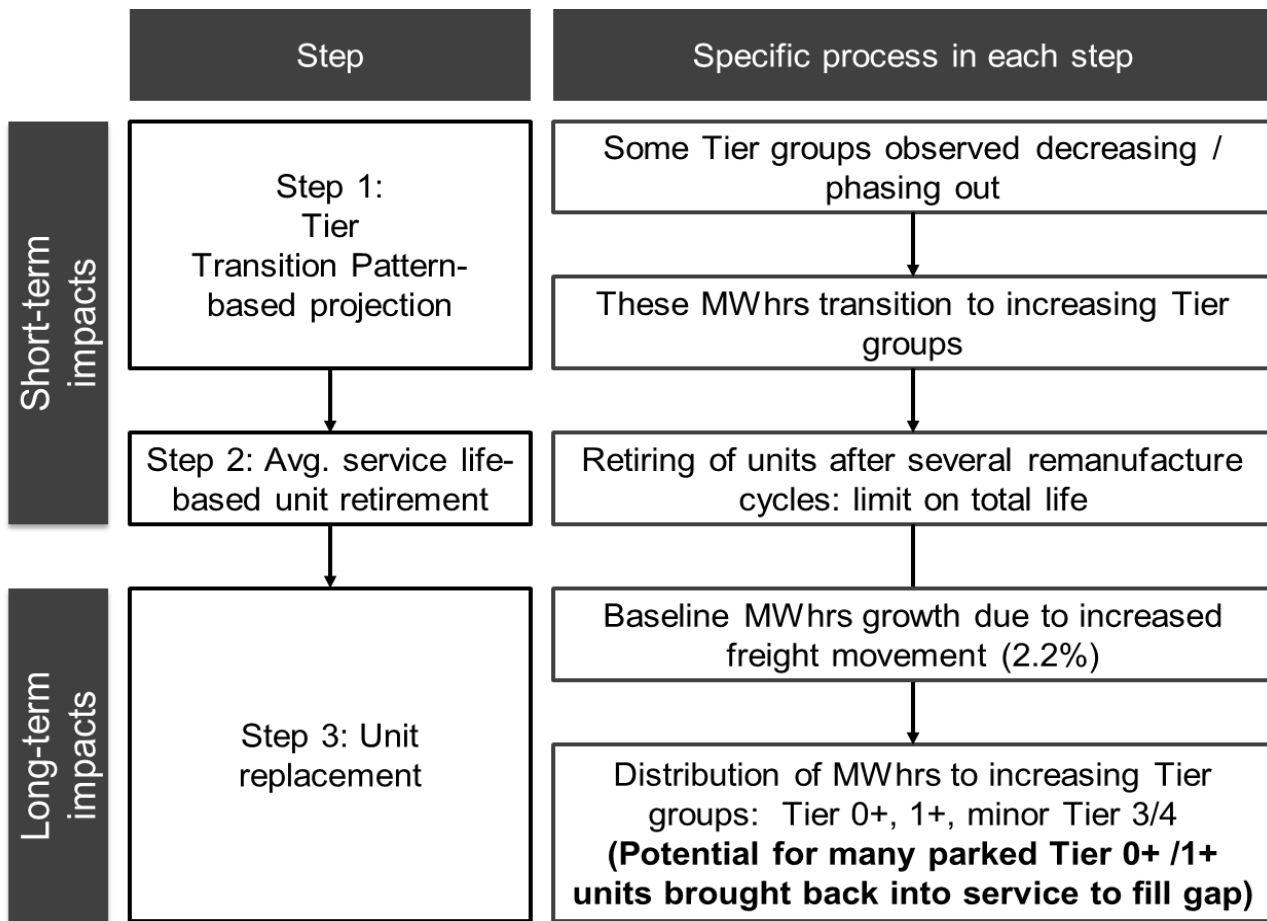 Step
Specific process in each step
Short-term
impacts
Step 1:
Tier
Transition Pattern-
based projection
Some Tier groups observed decreasing /
phasing out
These MWhrs transition to increasing Tier
groups
Step 2: Avg. service life-
based unit retirement
Retiring of units after several remanufacture
cycles: limit on total life
Long-term
impacts
Step 3: Unit
replacement
Baseline MWhrs growth due to increased
freight movement (2.2%)
Distribution of MWhrs to increasing Tier
groups: Tier 0+, 1+, minor Tier 3/4
(Potential for many parked Tier 0+ /1+
units brought back into service to fill gap)